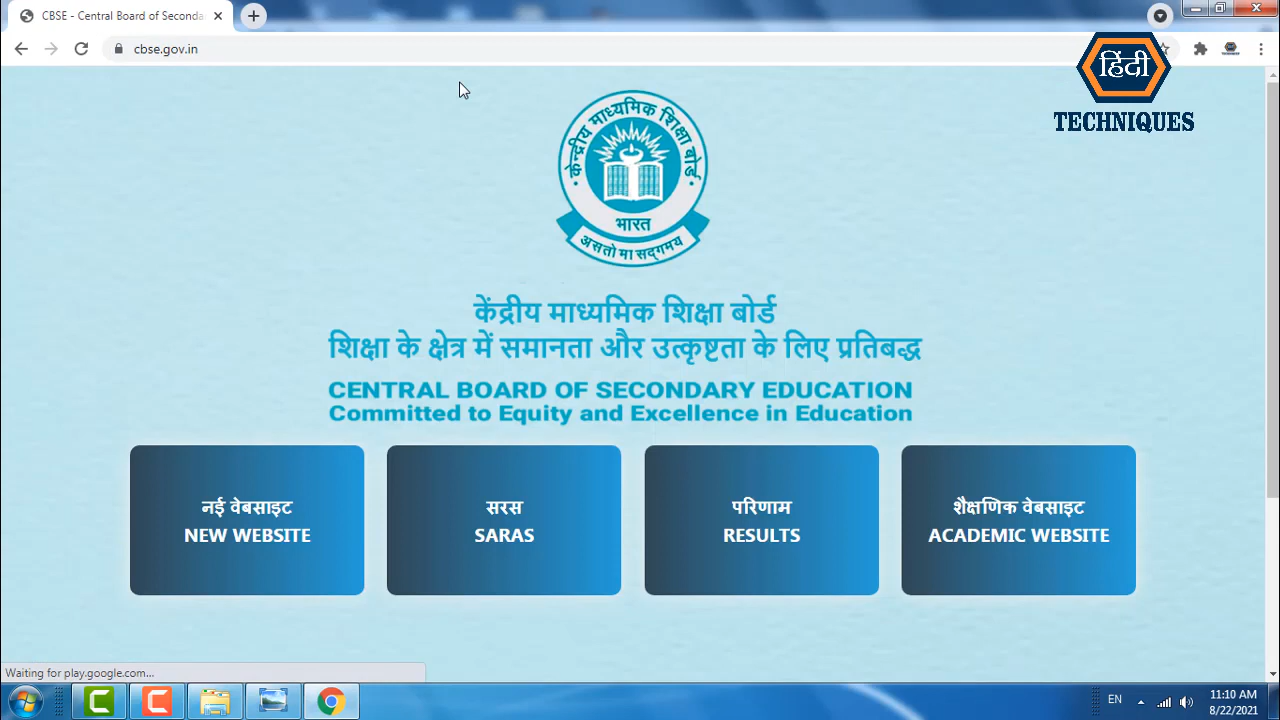 CBSE - Central Board of Seconda
cbse.gov.in
हिंदी
TECHNIQUES
केन्द्रीय माध्यमिक शिक्षा बोर्ड
भारत
असतो मा सद्गमय
केंद्रीय माध्यमिक शिक्षा बोर्ड
शिक्षा के क्षेत्र में समानता और उत्कृष्टता के लिए प्रतिबद्ध
CENTRAL BOARD OF SECONDARY EDUCATION
Committed to Equity and Excellence in Education
नई वेबसाइट
NEW WEBSITE
सरस
SARAS
परिणाम
RESULTS
शैक्षणिक वेबसाइट
ACADEMIC WEBSITE
Waiting for play.google.com...
EN
11:10 AM
8/22/2021